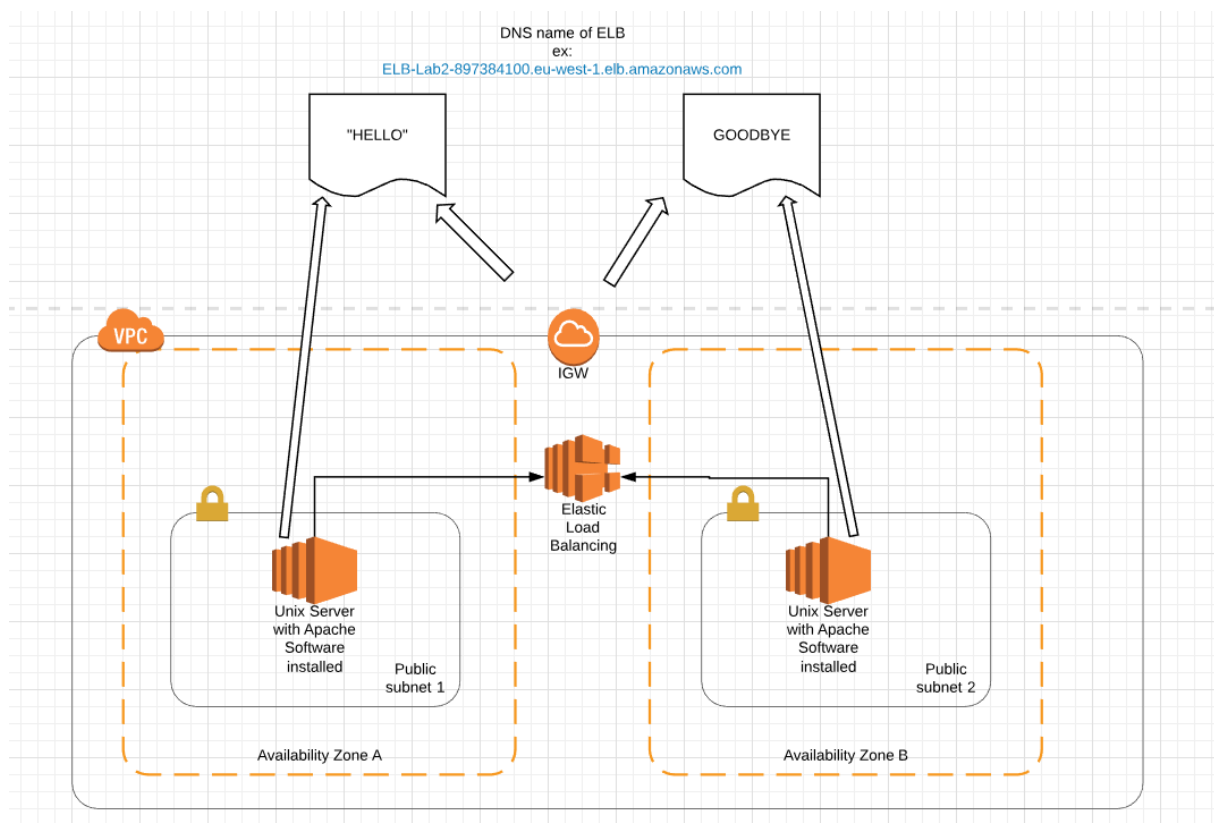 DNS name of ELB
ex:
ELB-Lab2-897384100.eu-west-1.elb.amazonaws.com
"HELLO"
GOODBYE
VPC
IGW
Elastic
Load
Balancing
Unix Server
with Apache
Software
installed
Public
subnet 1
Availability Zone A
Unix Server
with Apache
Software
installed
Public
subnet 2
Availability Zone B